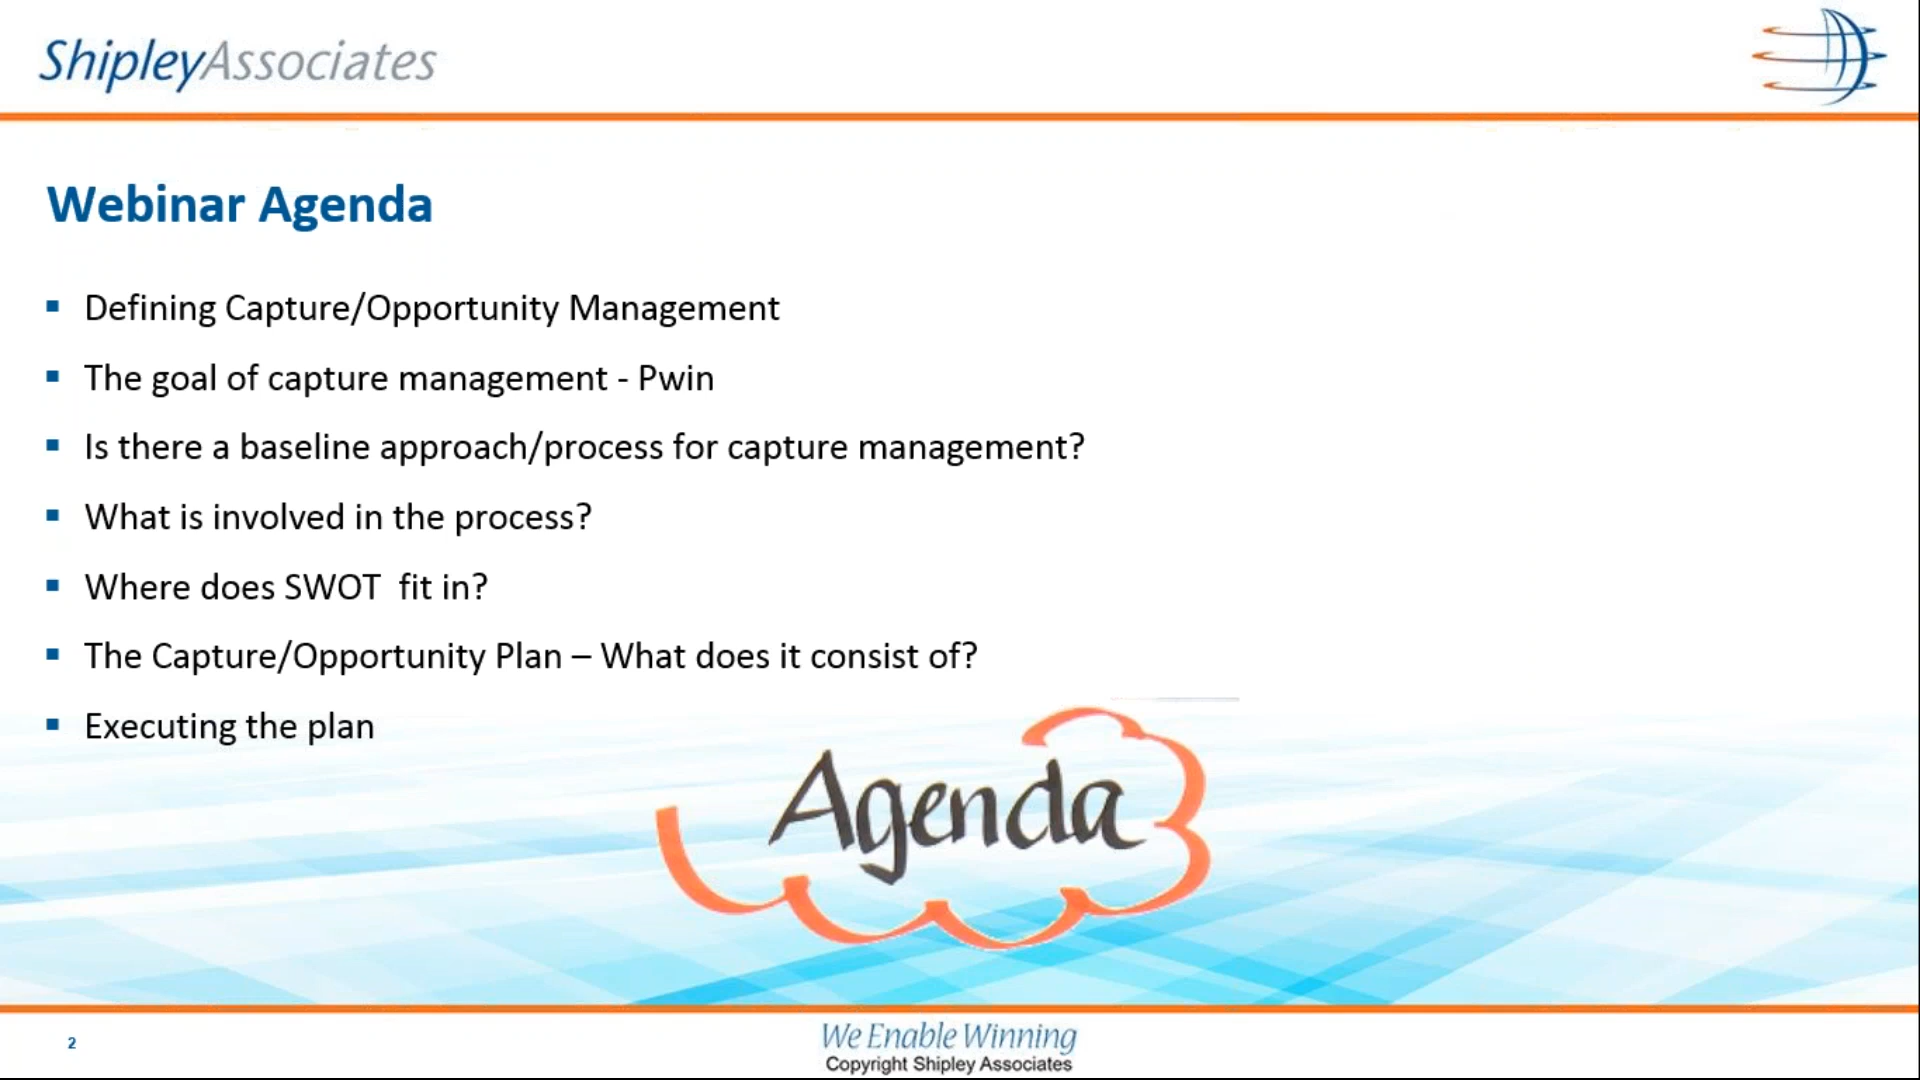 ShipleyAssociates
Webinar Agenda
▪ Defining Capture/Opportunity Management
▪ The goal of capture management - Pwin
▪ Is there a baseline approach/process for capture management?
▪ What is involved in the process?
▪ Where does SWOT  fit in?
▪ The Capture/Opportunity Plan – What does it consist of?
▪ Executing the plan
Agenda
2
We Enable Winning
Copyright Shipley Associates